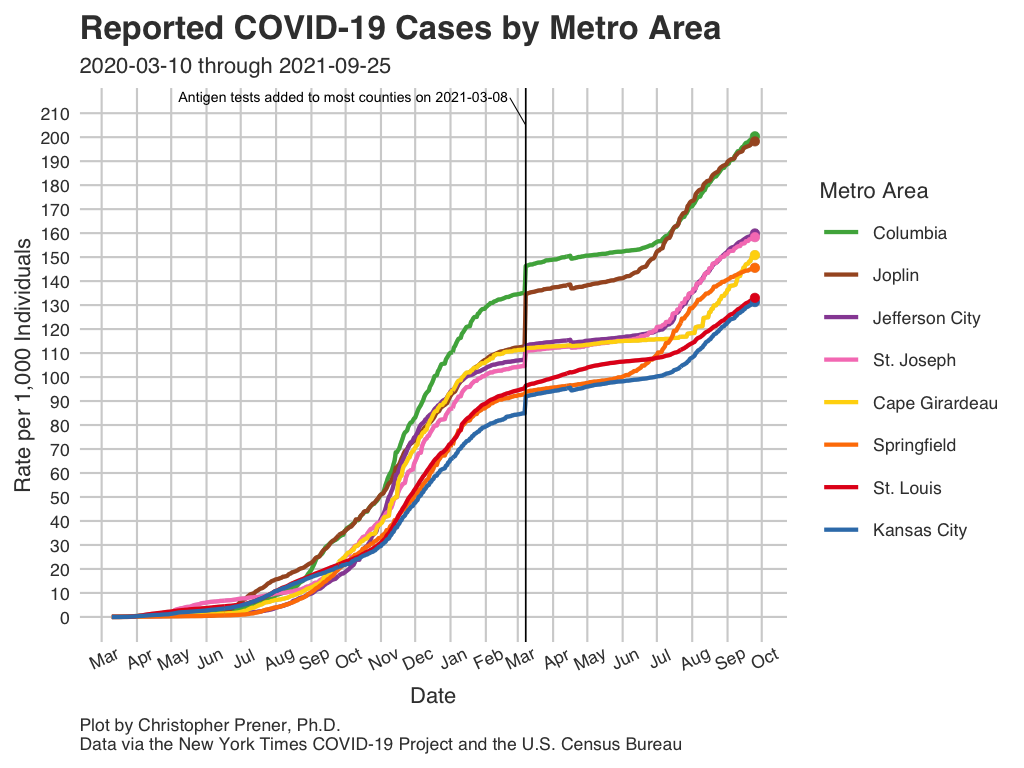 Reported COVID-19 Cases by Metro Area
2020-03-10 through 2021-09-25
Antigen tests added to most counties on 2021-03-08
Rate per 1,000 Individuals
210
200
190
180
170
160
150
140
130
120
110
100
90
80
70
60
50
40
30
20
10
0
Mar Apr May Jun Jul Aug Sep Oct Nov Dec Jan Feb Mar Apr May Jun Jul Aug Sep Oct
Date
Metro Area
Columbia
Joplin
Jefferson City
St. Joseph
Cape Girardeau
Springfield
St. Louis
Kansas City
Plot by Christopher Prener, Ph.D.
Data via the New York Times COVID-19 Project and the U.S. Census Bureau